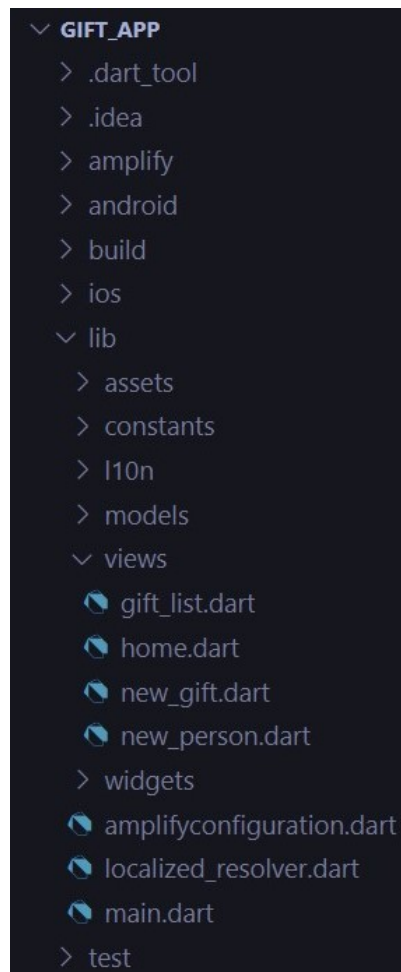 GIFT_APP
.dart_tool
.idea
amplify
android
build
ios
lib
assets
constants
l10n
models
views
gift_list.dart
home.dart
new_gift.dart
new_person.dart
widgets
amplifyconfiguration.dart
localized_resolver.dart
main.dart
test